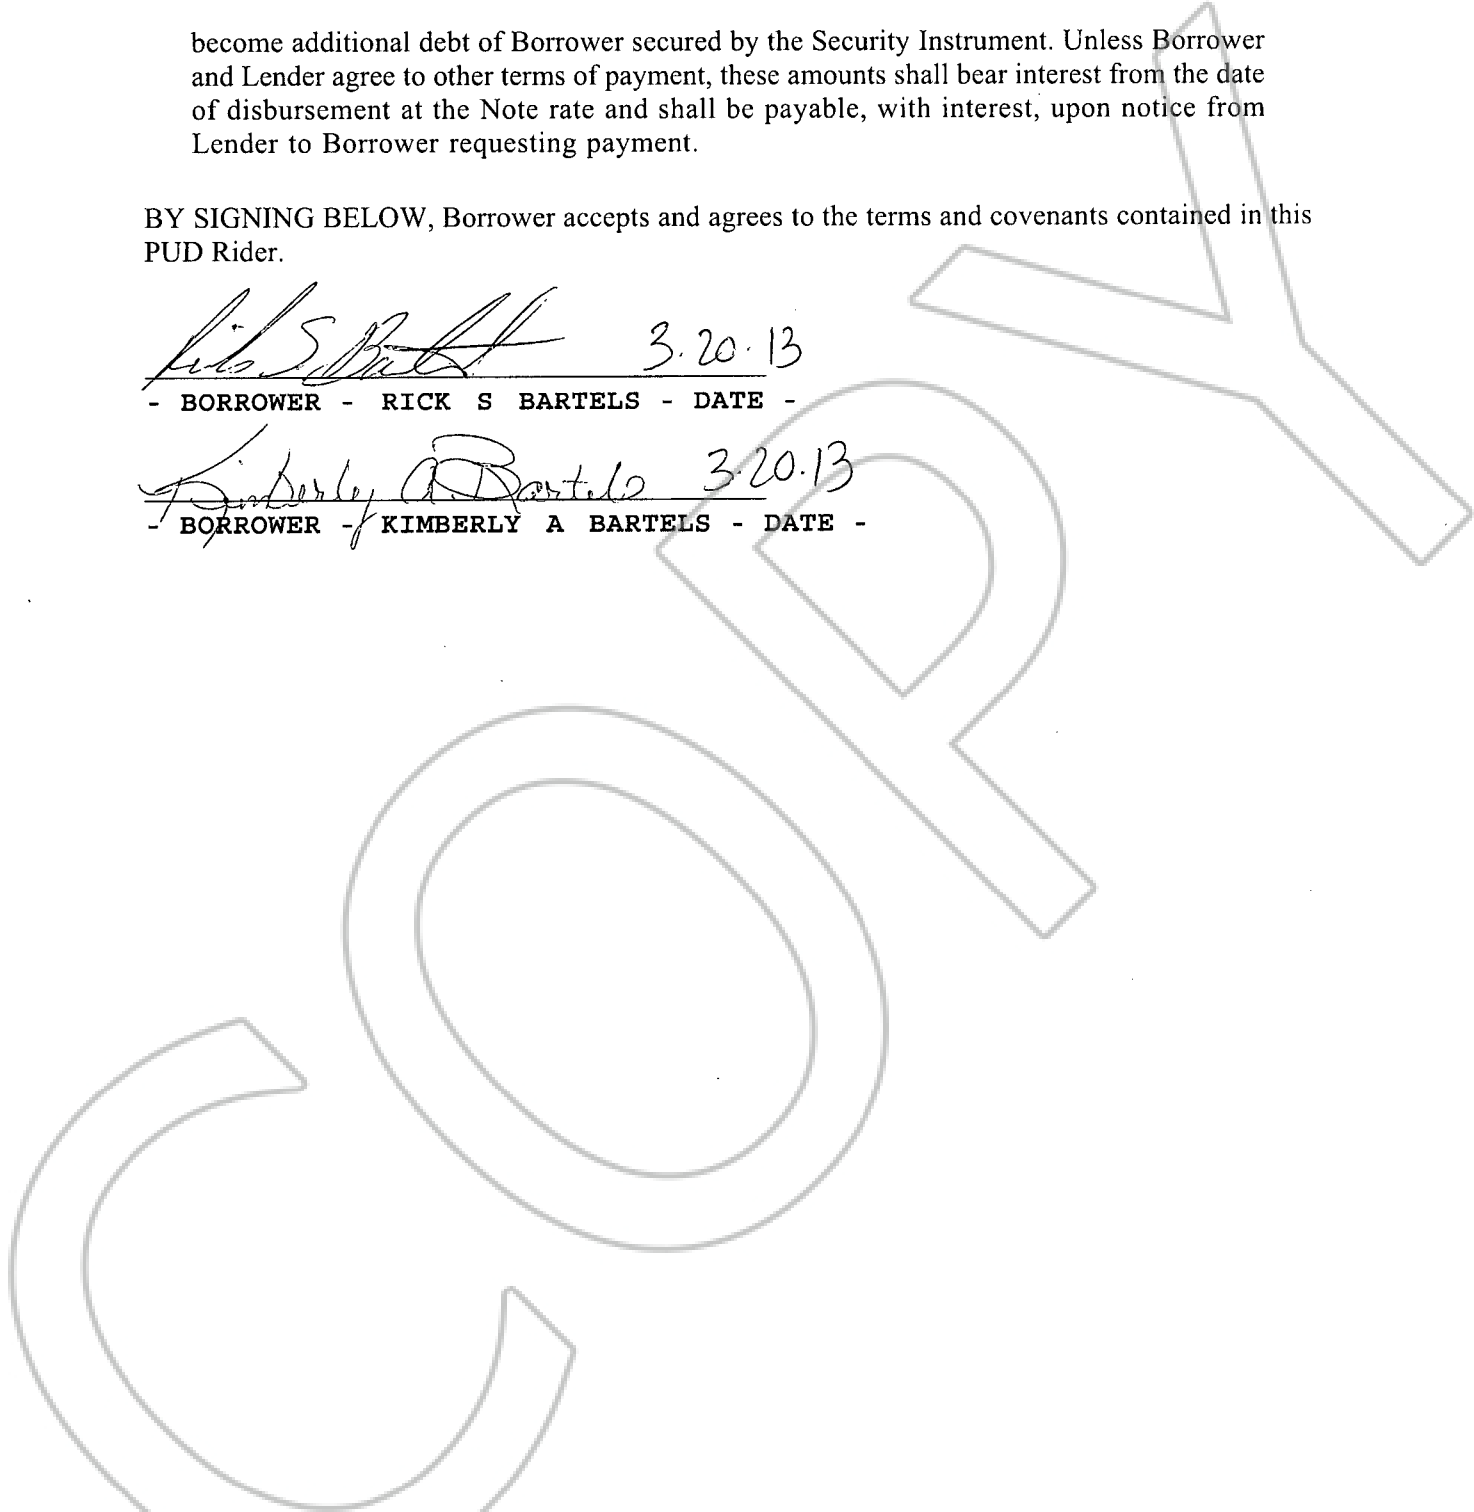 become additional debt of Borrower secured by the Security Instrument. Unless Borrower
and Lender agree to other terms of payment, these amounts shall bear interest from the date
of disbursement at the Note rate and shall be payable, with interest, upon notice from
Lender to Borrower requesting payment.
BY SIGNING BELOW, Borrower accepts and agrees to the terms and covenants contained in this
PUD Rider.
Rick S. Bartels 3.20.13
- BORROWER - RICK S BARTELS - DATE -
Kimberly A Bartels 3.20.13
- BORROWER - KIMBERLY A BARTELS - DATE -
COPY